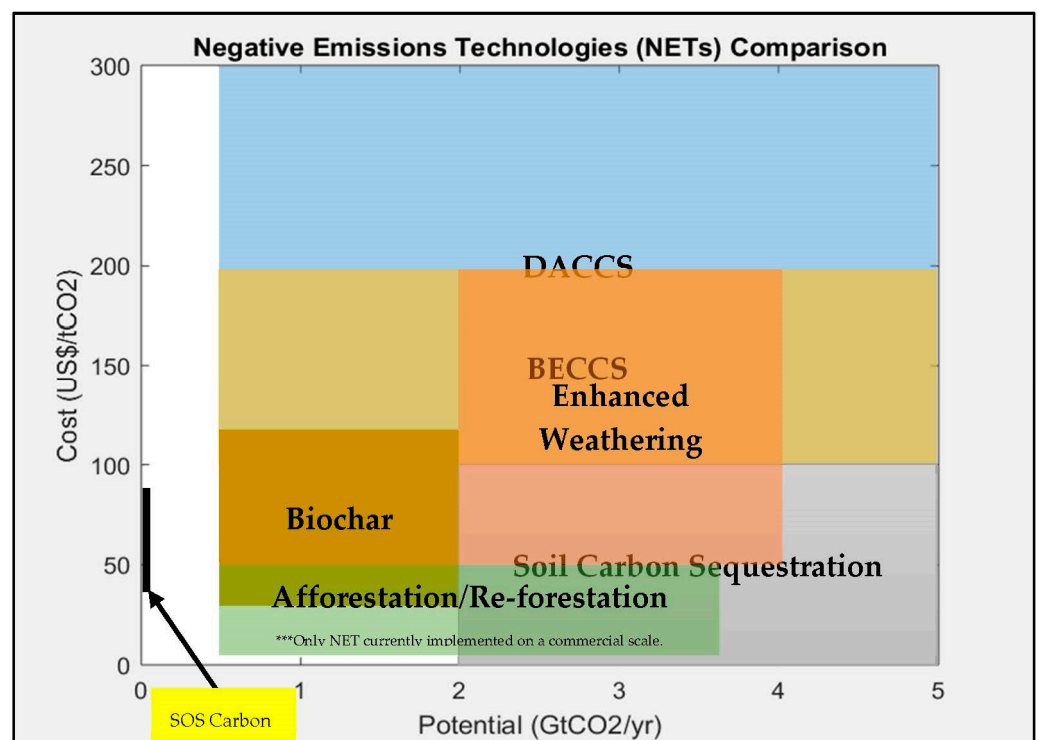 Negative Emissions Technologies (NETs) Comparison
300
250
200
150
100
50
0
Cost (US$/tCO2)
DACCS
BECCS
Enhanced
Weathering
Biochar
Soil Carbon Sequestration
Afforestation/Re-forestation
***Only NET currently implemented on a commercial scale.
0 1 2 3 4 5
SOS Carbon
Potential (GtCO2/yr)